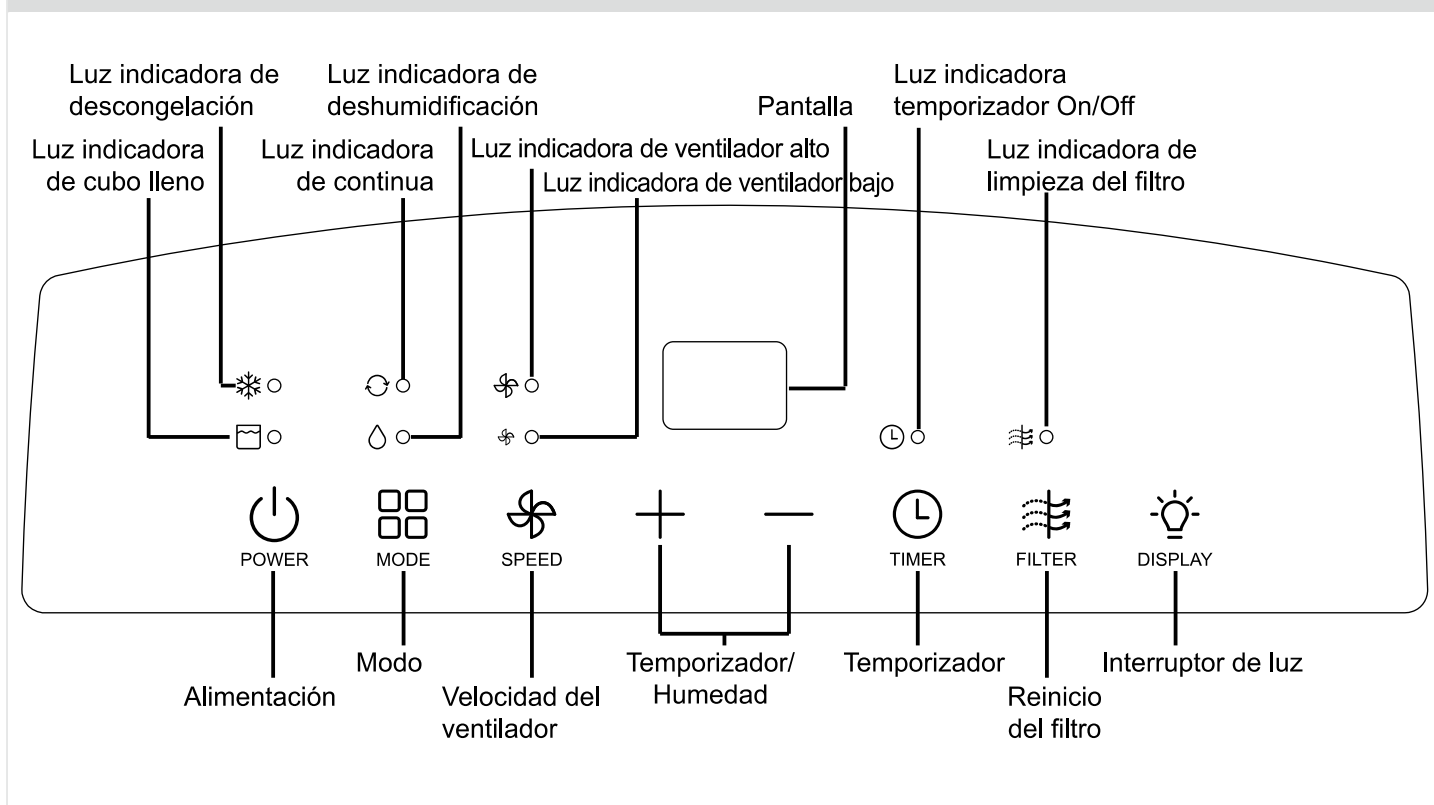 Luz indicadora de
descongelación
Luz indicadora de
deshumidificación
Pantalla
Luz indicadora
temporizador On/Off
Luz indicadora
de cubo lleno
Luz indicadora
de continua
Luz indicadora de ventilador alto
Luz indicadora de ventilador bajo
Luz indicadora de
limpieza del filtro
POWER
MODE
SPEED
TIMER
FILTER
DISPLAY
Alimentación
Modo
Velocidad del
ventilador
Temporizador/
Humedad
Temporizador
Reinicio
del filtro
Interruptor de luz